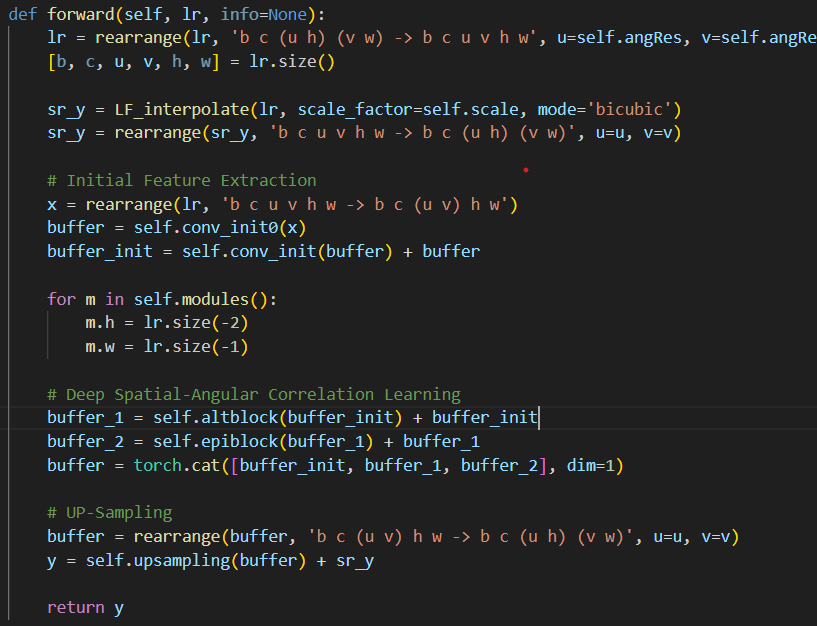 def forward(self, lr, info=None):
    lr = rearrange(lr, 'b c (u h) (v w) -> b c u v h w', u=self.angRes, v=self.angRe
    [b, c, u, v, h, w] = lr.size()

    sr_y = LF_interpolate(lr, scale_factor=self.scale, mode='bicubic')
    sr_y = rearrange(sr_y, 'b c u v h w -> b c (u h) (v w)', u=u, v=v)

    # Initial Feature Extraction
    x = rearrange(lr, 'b c u v h w -> b c (u v) h w')
    buffer = self.conv_init0(x)
    buffer_init = self.conv_init(buffer) + buffer

    for m in self.modules():
        m.h = lr.size(-2)
        m.w = lr.size(-1)

    # Deep Spatial-Angular Correlation Learning
    buffer_1 = self.altblock(buffer_init) + buffer_init
    buffer_2 = self.epiblock(buffer_1) + buffer_1
    buffer = torch.cat([buffer_init, buffer_1, buffer_2], dim=1)

    # UP-Sampling
    buffer = rearrange(buffer, 'b c (u v) h w -> b c (u h) (v w)', u=u, v=v)
    y = self.upsampling(buffer) + sr_y

    return y